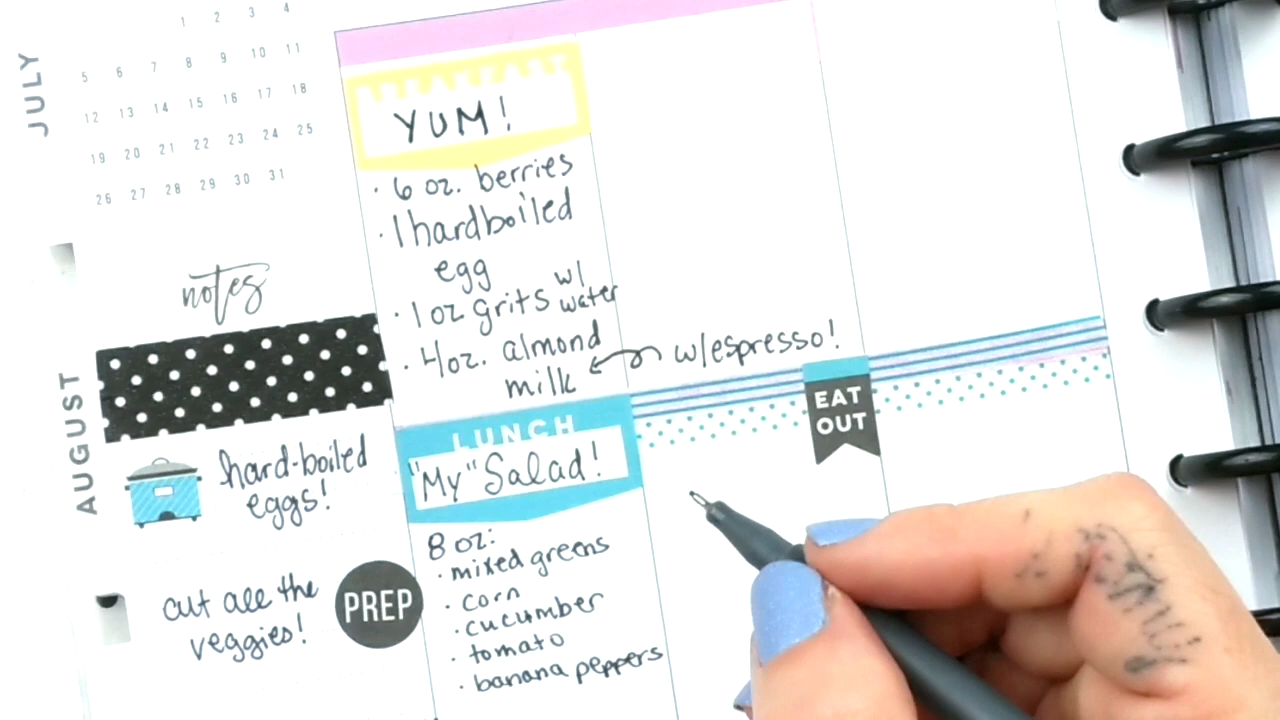 JULY
1 2 3 4
5 6 7 8 9 10 11
12 13 14 15 16 17 18
19 20 21 22 23 24 25
26 27 28 29 30 31
notes
AUGUST
hard-boiled
eggs!
cut all the
veggies!
PREP
YUM!
· 6 oz. berries
· 1 hardboiled
egg
· 1 oz grits w/
water
· 4oz. almond
milk
w/espresso!
LUNCH
"My" Salad!
8 oz:
· mixed greens
· corn
· cucumber
· tomato
· banana peppers
EAT
OUT